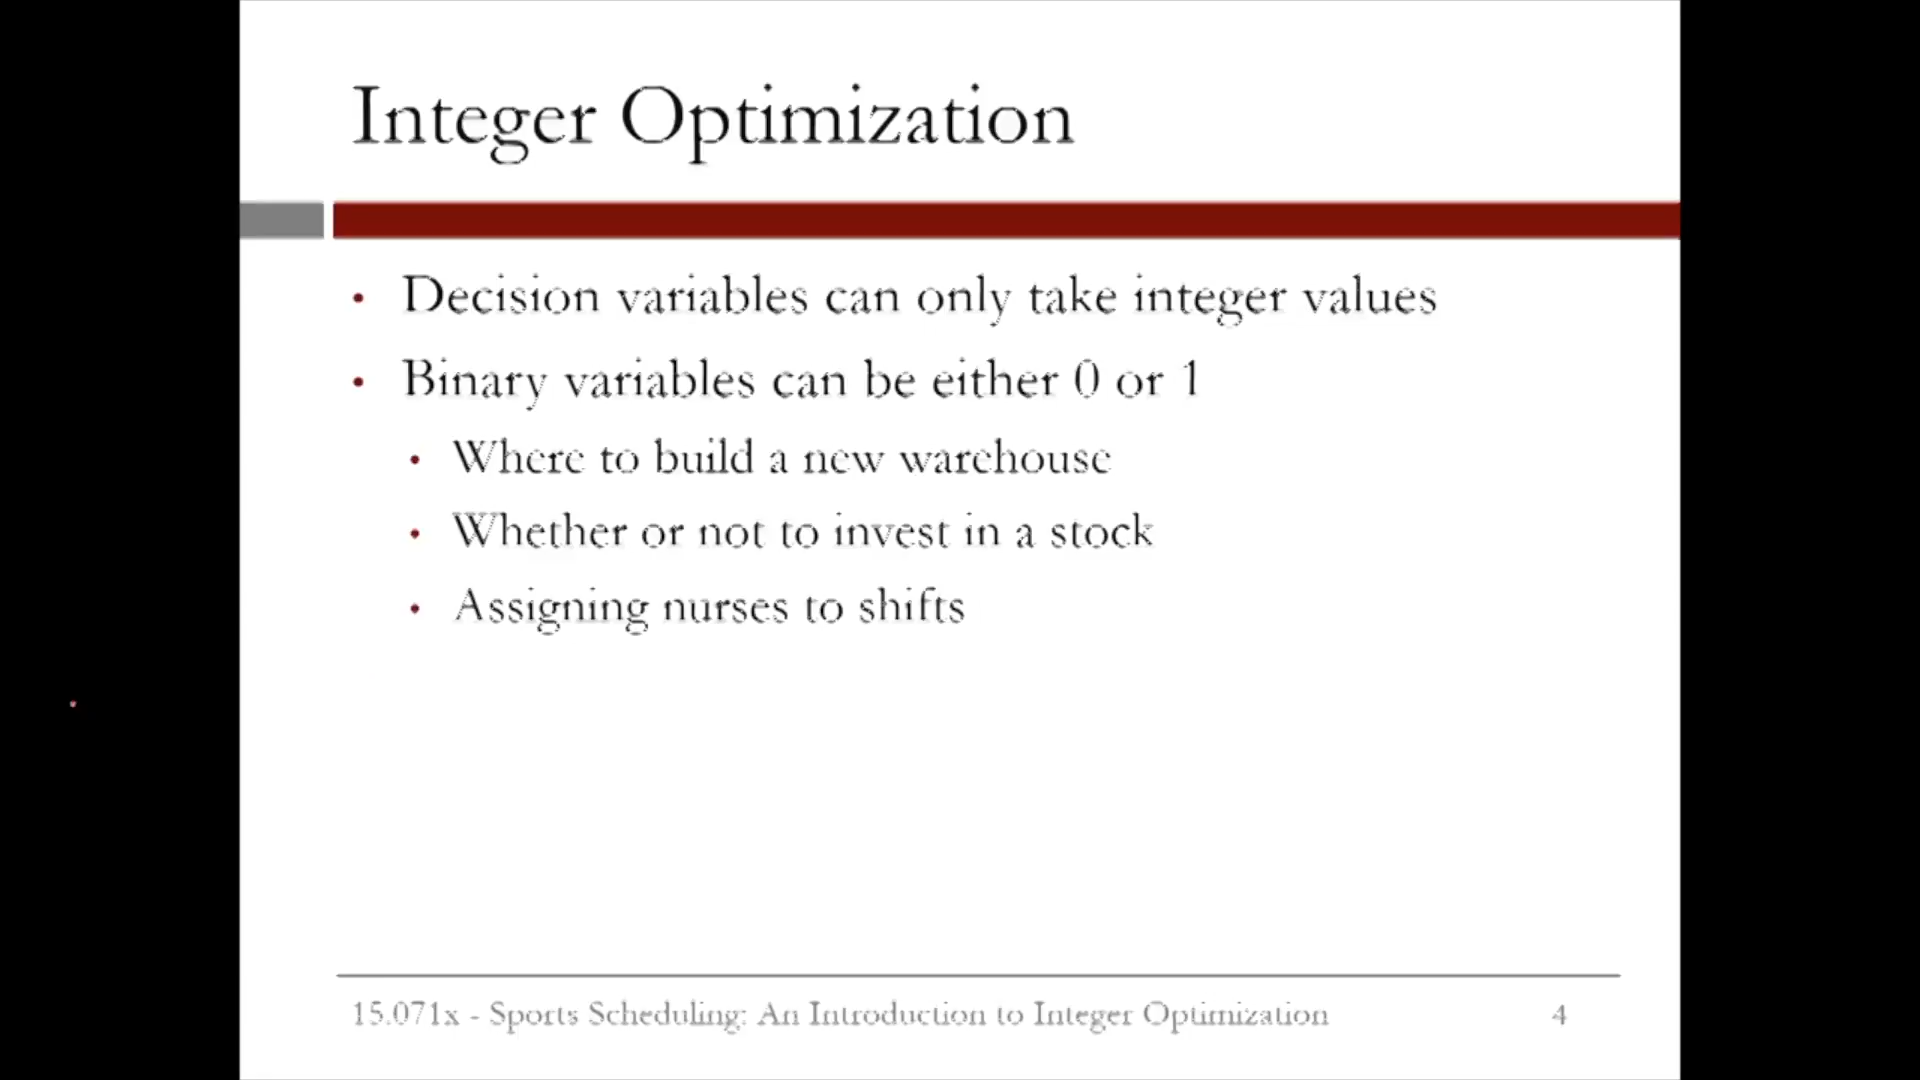 Integer Optimization
• Decision variables can only take integer values
• Binary variables can be either 0 or 1
• Where to build a new warehouse
• Whether or not to invest in a stock
• Assigning nurses to shifts
15.071x - Sports Scheduling: An Introduction to Integer Optimization 4